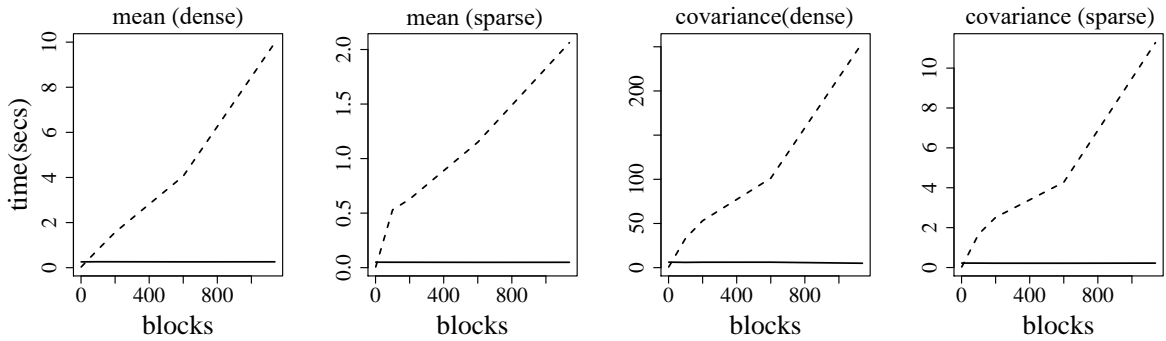 mean (dense)
time(secs)
0 2 4 6 8 10
0 400 800
blocks
mean (sparse)
0.0 0.5 1.0 1.5 2.0
0 400 800
blocks
covariance(dense)
0 50 100 200
0 400 800
blocks
covariance (sparse)
0 2 4 6 8 10
0 400 800
blocks